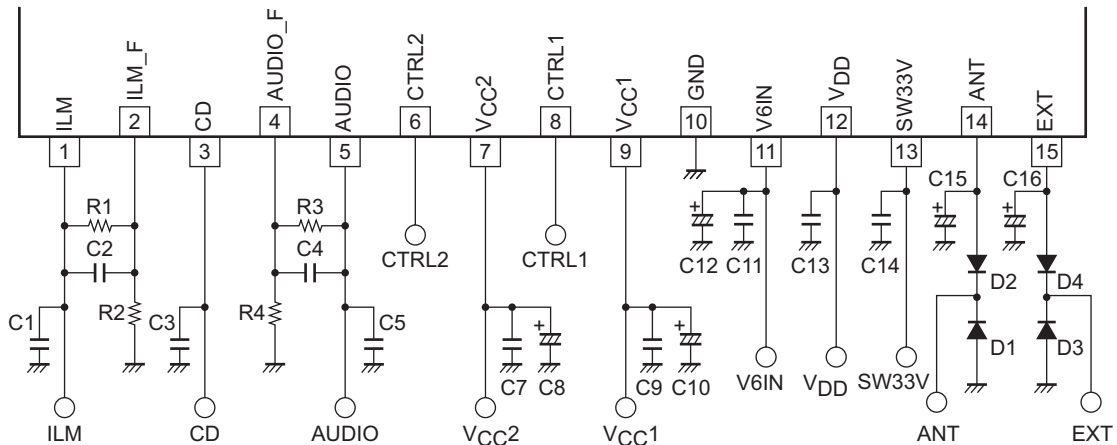 ILM
ILM_F
CD
AUDIO_F
AUDIO
CTRL2
VCC2
CTRL1
VCC1
GND
V6IN
VDD
SW33V
ANT
EXT
1
2
3
4
5
6
7
8
9
10
11
12
13
14
15
R1
C2
R2
C1
C3
R3
C4
R4
C5
CTRL2
CTRL1
C7
C8
C9
C10
C12
C11
C13
C14
C15
C16
D2
D1
D4
D3
ILM
CD
AUDIO
VCC2
VCC1
V6IN
VDD
SW33V
ANT
EXT
+
+
+
+
+